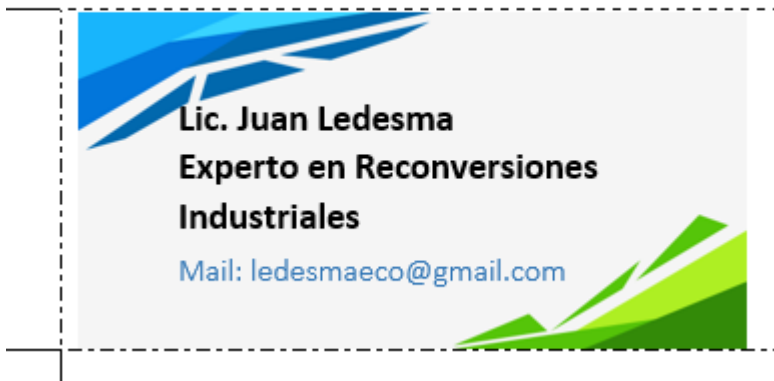 Lic. Juan Ledesma
Experto en Reconversiones
Industriales
Mail: ledesmaeco@gmail.com